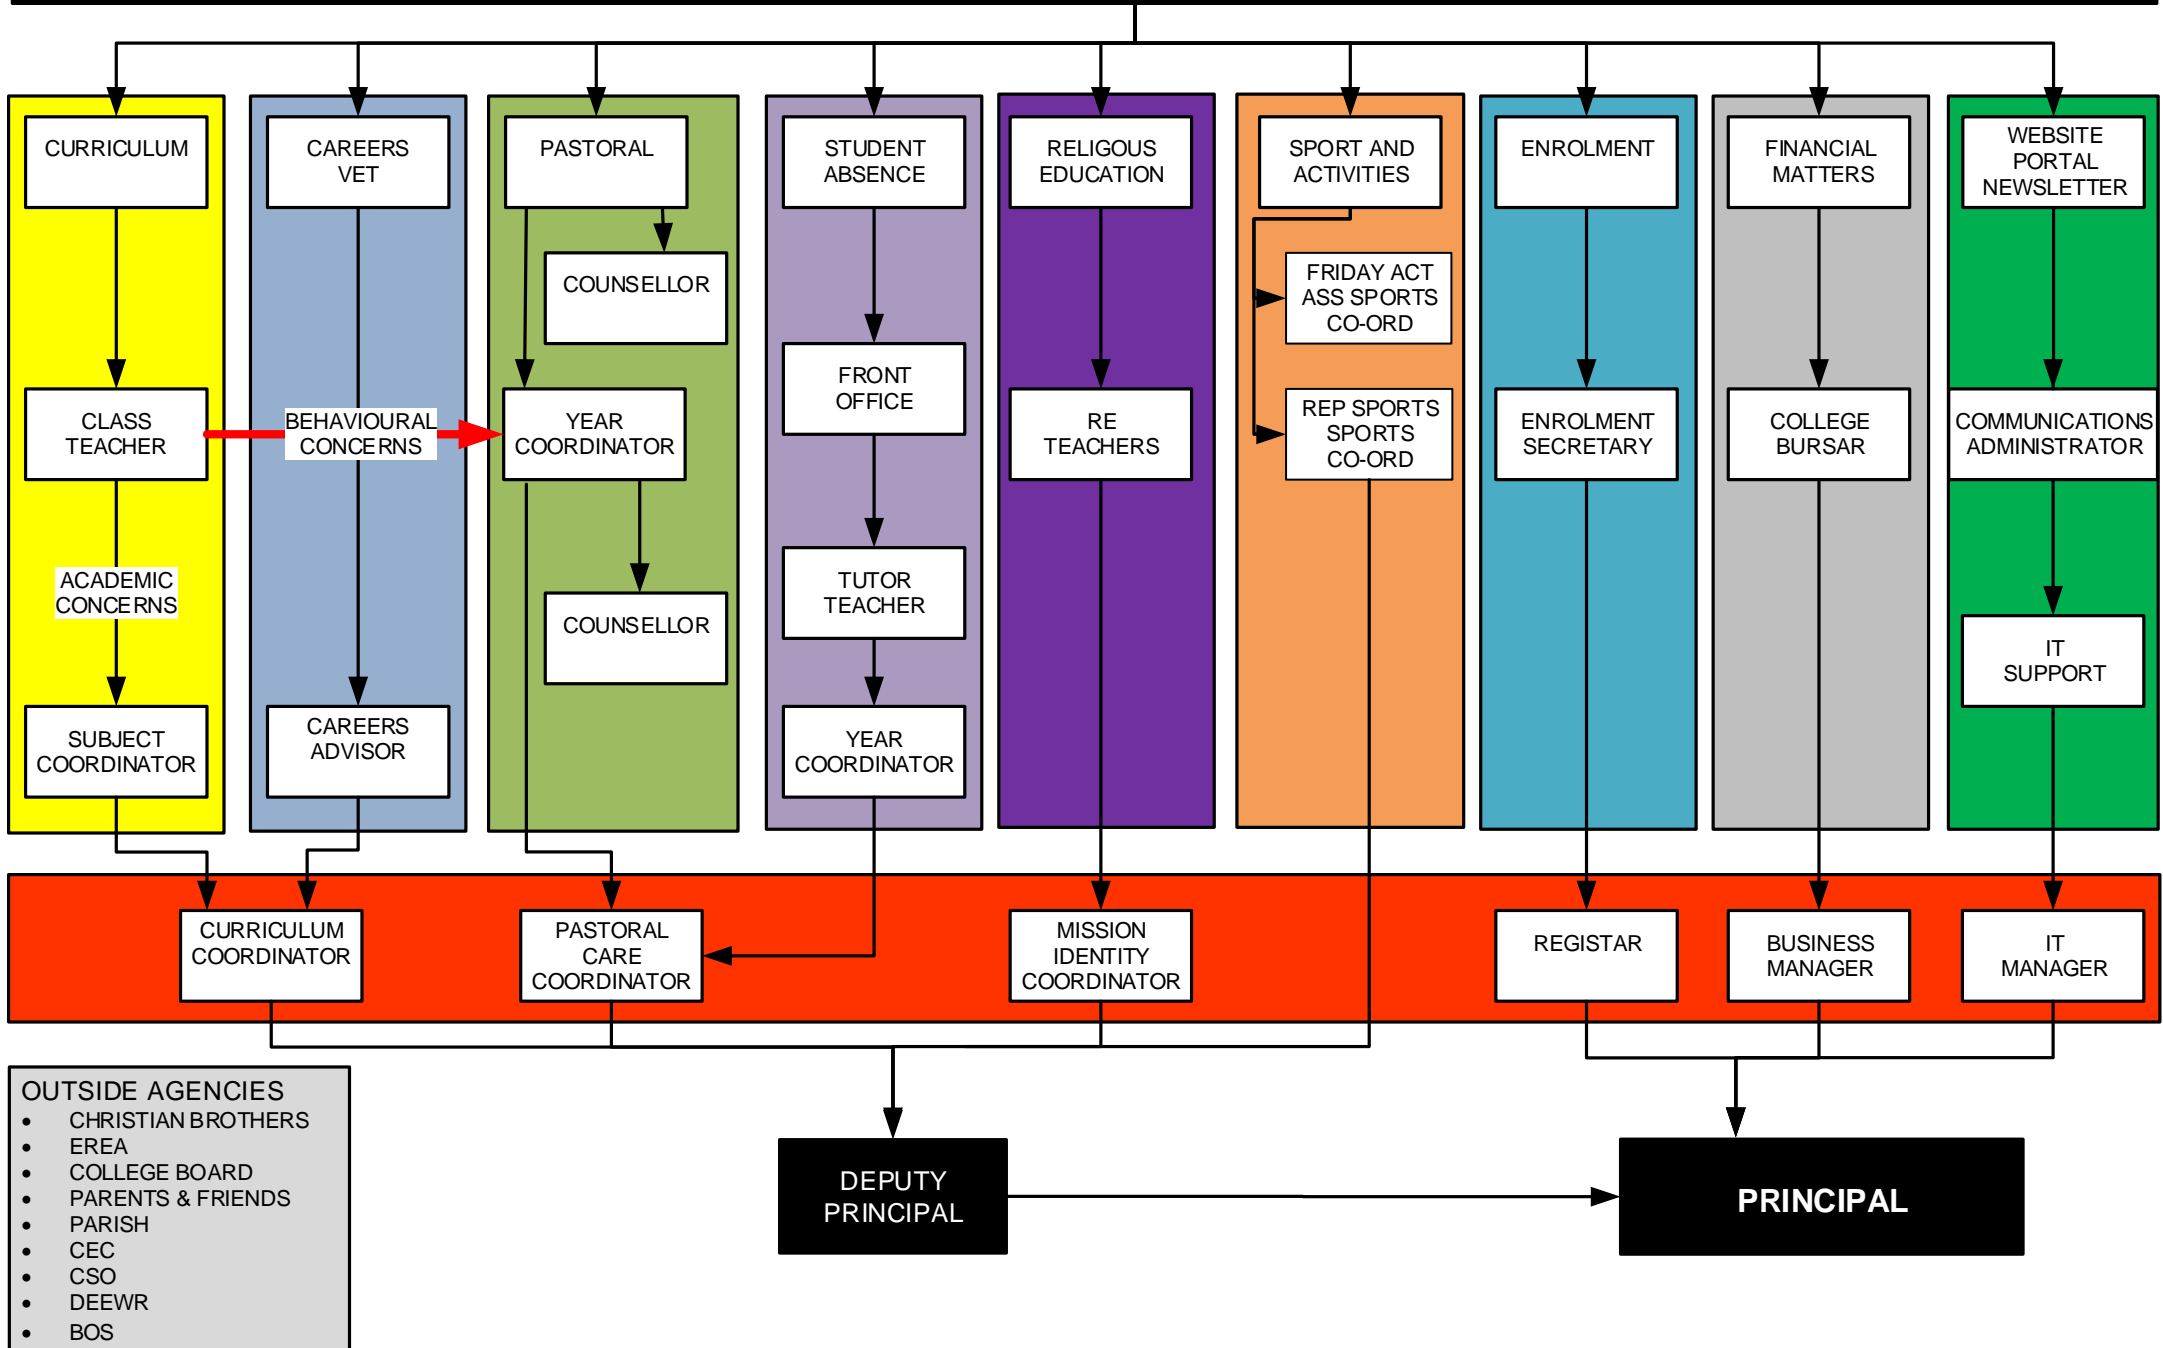 CURRICULUM
CAREERS
VET
PASTORAL
STUDENT
ABSENCE
RELIGOUS
EDUCATION
SPORT AND
ACTIVITIES
ENROLMENT
FINANCIAL
MATTERS
WEBSITE
PORTAL
NEWSLETTER
COUNSELLOR
FRIDAY ACT
ASS SPORTS
CO-ORD
FRONT
OFFICE
CLASS
TEACHER
BEHAVIOURAL
CONCERNS
YEAR
COORDINATOR
RE
TEACHERS
REP SPORTS
SPORTS
CO-ORD
ENROLMENT
SECRETARY
COLLEGE
BURSAR
COMMUNICATIONS
ADMINISTRATOR
ACADEMIC
CONCERNS
COUNSELLOR
TUTOR
TEACHER
IT
SUPPORT
SUBJECT
COORDINATOR
CAREERS
ADVISOR
YEAR
COORDINATOR
CURRICULUM
COORDINATOR
PASTORAL
CARE
COORDINATOR
MISSION
IDENTITY
COORDINATOR
REGISTAR
BUSINESS
MANAGER
IT
MANAGER
OUTSIDE AGENCIES
• CHRISTIAN BROTHERS
• EREA
• COLLEGE BOARD
• PARENTS & FRIENDS
• PARISH
• CEC
• CSO
• DEEWR
• BOS
DEPUTY
PRINCIPAL
PRINCIPAL